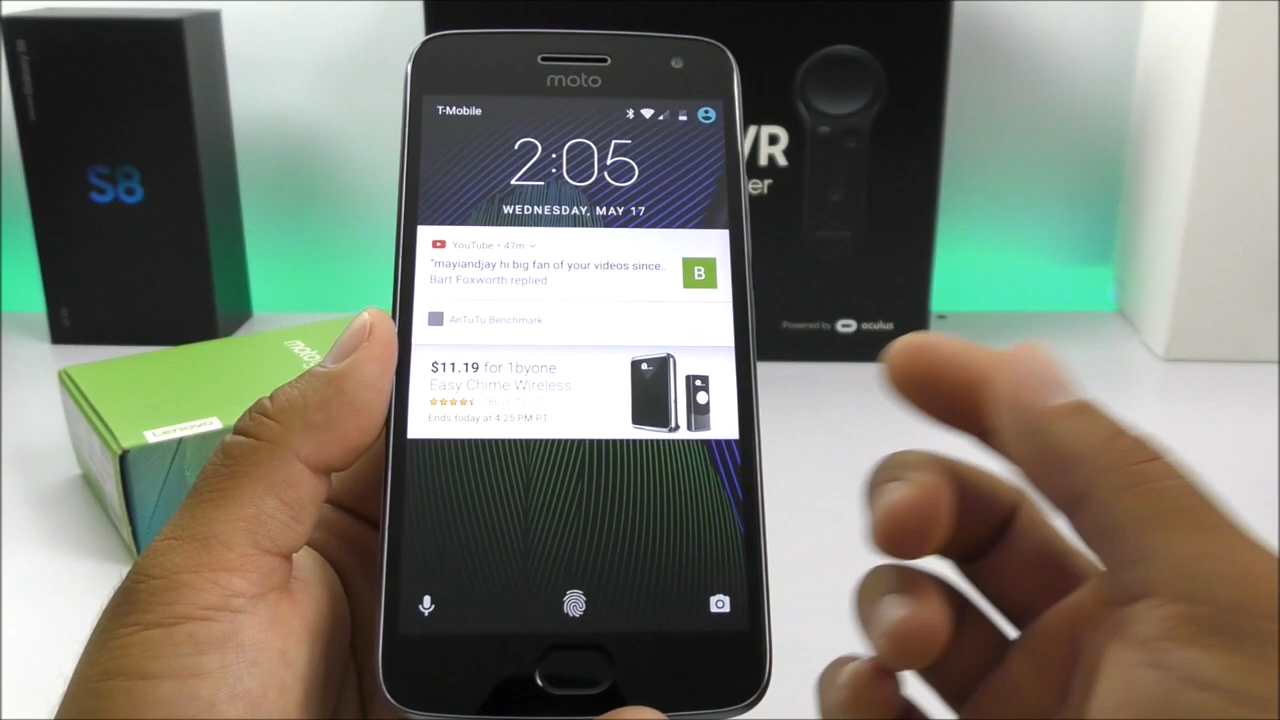 S8
VR
er
Powered by oculus
moto
Lenovo
moto
T-Mobile
2:05
WEDNESDAY, MAY 17
YouTube • 47m
"mayiandjay hi big fan of your videos since..
Bart Foxworth replied
B
AnTuTu Benchmark
$11.19 for 1byone
Easy Chime Wireless
Ends today at 4:25 PM PT